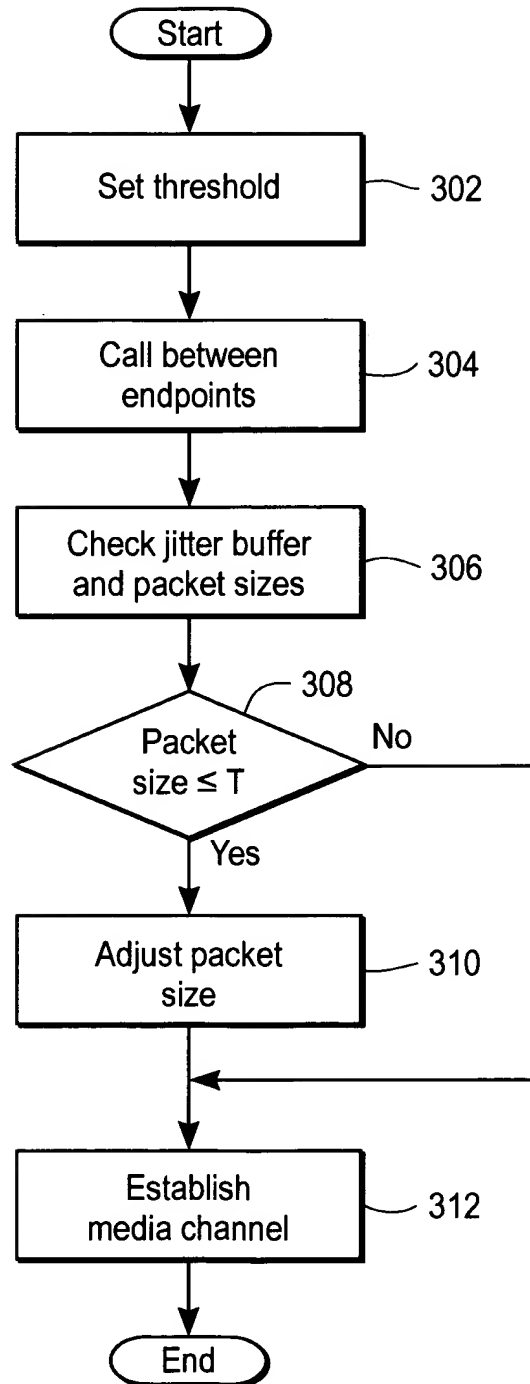 Start
Set threshold
302
Call between
endpoints
304
Check jitter buffer
and packet sizes
306
308
Packet
size ≤ T
No
Yes
Adjust packet
size
310
Establish
media channel
312
End